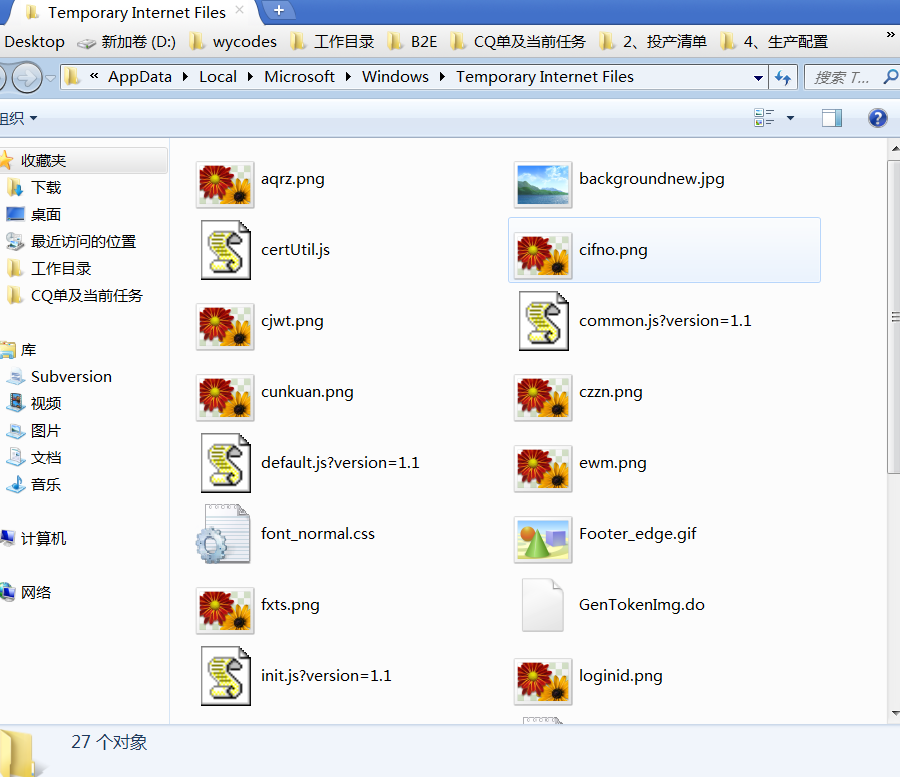 Temporary Internet Files
Desktop 新加卷 (D:) wycodes 工作目录 B2E CQ单及当前任务 2、投产清单 4、生产配置 »
« AppData Local Microsoft Windows Temporary Internet Files 搜索 T...
组织
收藏夹
下载
桌面
最近访问的位置
工作目录
CQ单及当前任务
库
Subversion
视频
图片
文档
音乐
计算机
网络
aqrz.png backgroundnew.jpg
certUtil.js cifno.png
cjwt.png common.js?version=1.1
cunkuan.png czzn.png
default.js?version=1.1 ewm.png
font_normal.css Footer_edge.gif
fxts.png GenTokenImg.do
init.js?version=1.1 loginid.png
27 个对象